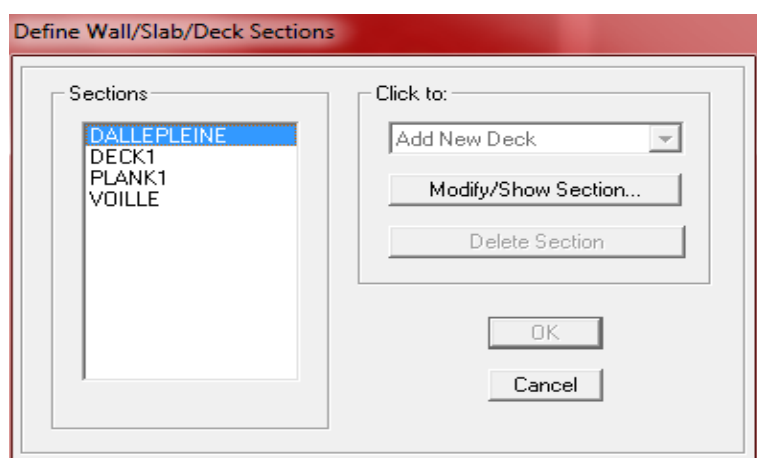 Define Wall/Slab/Deck Sections
Sections
DALLEPLEINE
DECK1
PLANK1
VOILLE
Click to:
Add New Deck
Modify/Show Section...
Delete Section
OK
Cancel